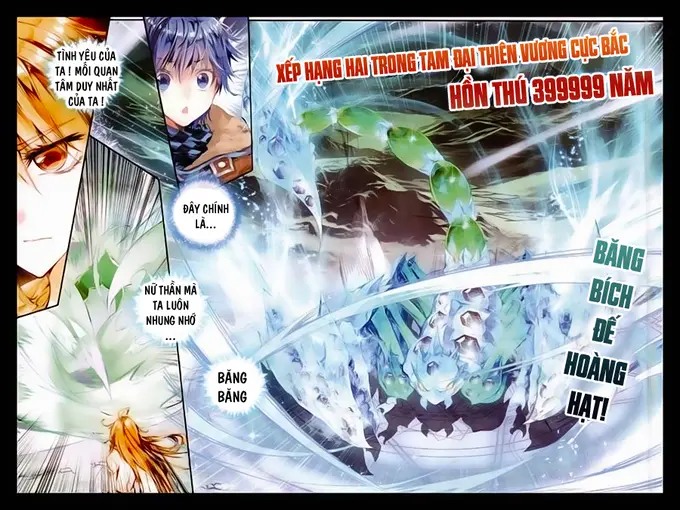 TÌNH YÊU CỦA
TA ! MỐI QUAN
TÂM DUY NHẤT
CỦA TA !
XẾP HẠNG HAI TRONG TAM ĐẠI THIÊN VƯƠNG CỰC BẮC
HỒN THÚ 399999 NĂM
ĐÂY CHÍNH
LÀ...
NỮ THẦN MÀ
TA LUÔN
NHUNG NHỚ
...
BĂNG
BĂNG
BĂNG
BÍCH
ĐẾ
HOÀNG
HẠT!